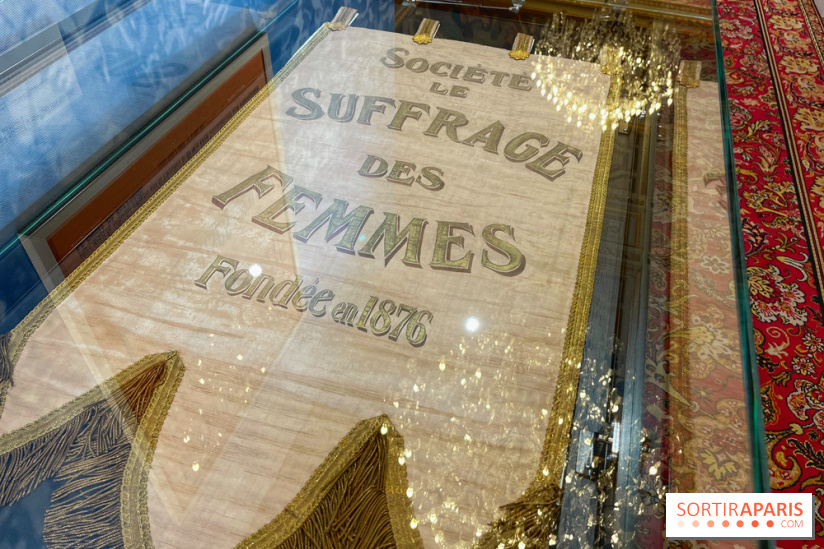 SOCIÉTÉ
LE
SUFFRAGE
DES
FEMMES
Fondée en 1876
SORTIRAPARIS
.COM